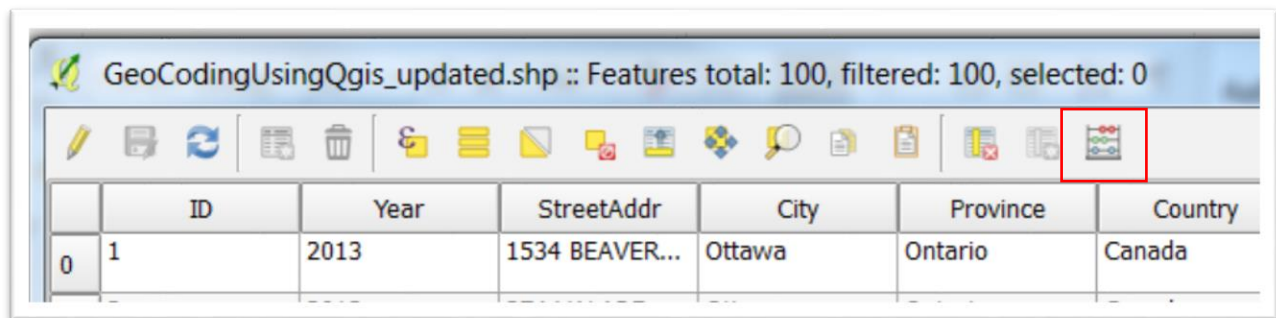 GeoCodingUsingQgis_updated.shp :: Features total: 100, filtered: 100, selected: 0
ID Year StreetAddr City Province Country
0 1 2013 1534 BEAVER... Ottawa Ontario Canada